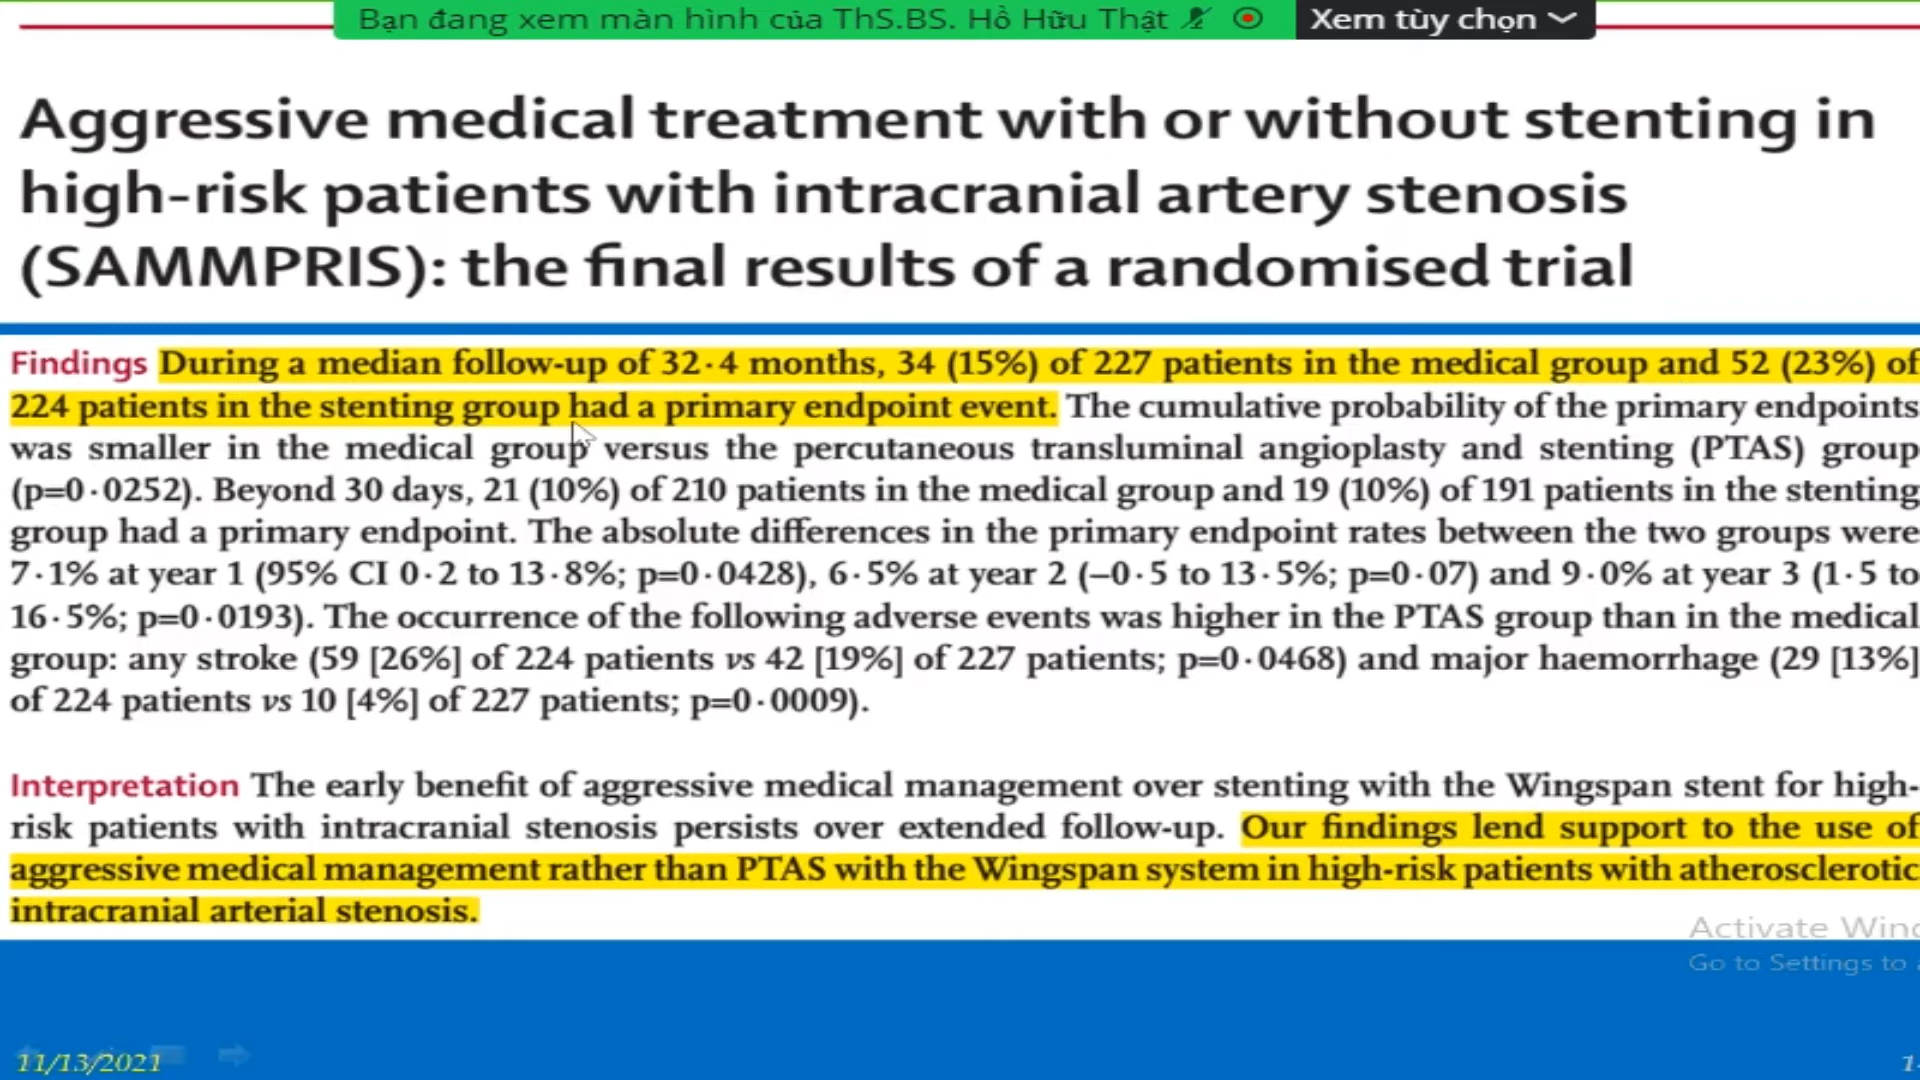 Bạn đang xem màn hình của ThS.BS. Hồ Hữu Thật
Xem tùy chọn
Aggressive medical treatment with or without stenting in
high-risk patients with intracranial artery stenosis
(SAMMPRIS): the final results of a randomised trial
Findings During a median follow-up of 32·4 months, 34 (15%) of 227 patients in the medical group and 52 (23%) of
224 patients in the stenting group had a primary endpoint event. The cumulative probability of the primary endpoints
was smaller in the medical group versus the percutaneous transluminal angioplasty and stenting (PTAS) group
(p=0·0252). Beyond 30 days, 21 (10%) of 210 patients in the medical group and 19 (10%) of 191 patients in the stenting
group had a primary endpoint. The absolute differences in the primary endpoint rates between the two groups were
7·1% at year 1 (95% CI 0·2 to 13·8%; p=0·0428), 6·5% at year 2 (–0·5 to 13·5%; p=0·07) and 9·0% at year 3 (1·5 to
16·5%; p=0·0193). The occurrence of the following adverse events was higher in the PTAS group than in the medical
group: any stroke (59 [26%] of 224 patients vs 42 [19%] of 227 patients; p=0·0468) and major haemorrhage (29 [13%]
of 224 patients vs 10 [4%] of 227 patients; p=0·0009).
Interpretation The early benefit of aggressive medical management over stenting with the Wingspan stent for high-
risk patients with intracranial stenosis persists over extended follow-up. Our findings lend support to the use of
aggressive medical management rather than PTAS with the Wingspan system in high-risk patients with atherosclerotic
intracranial arterial stenosis.
Activate Wind
Go to Settings to
11/13/2021